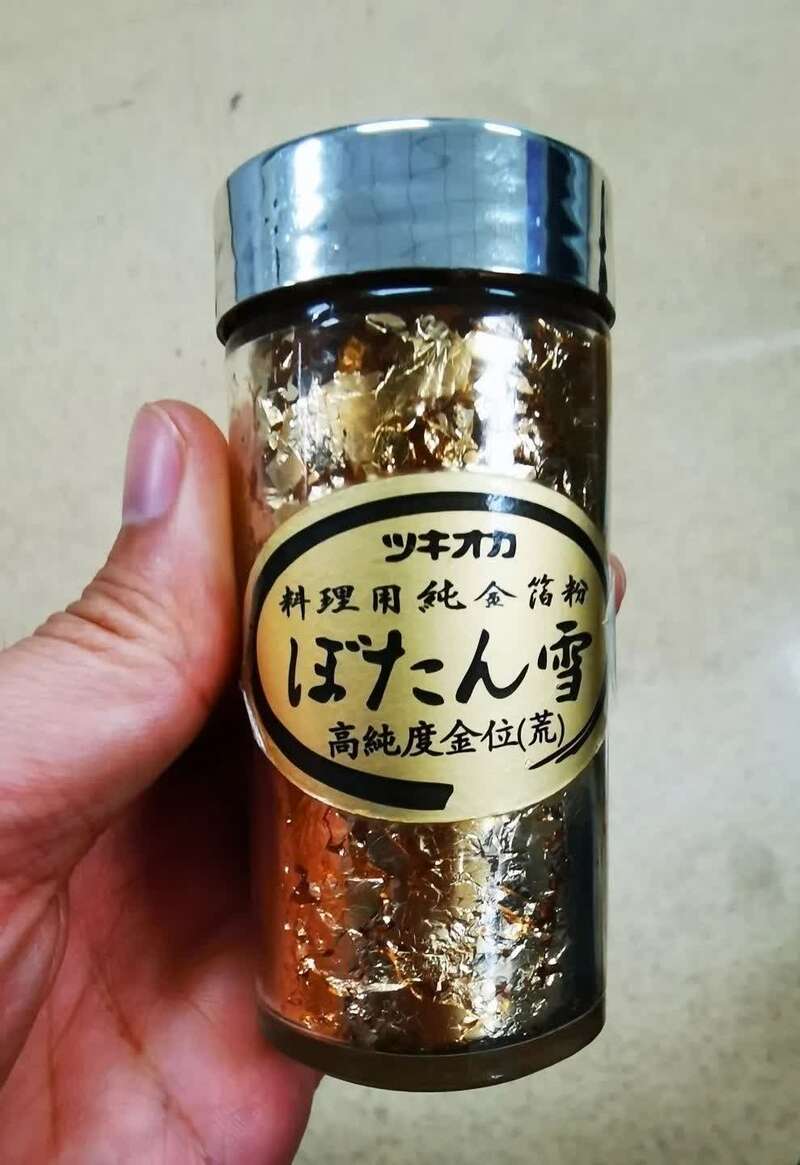 ツキオカ
料理用純金箔粉
ぼたん雪
高純度金位(荒)